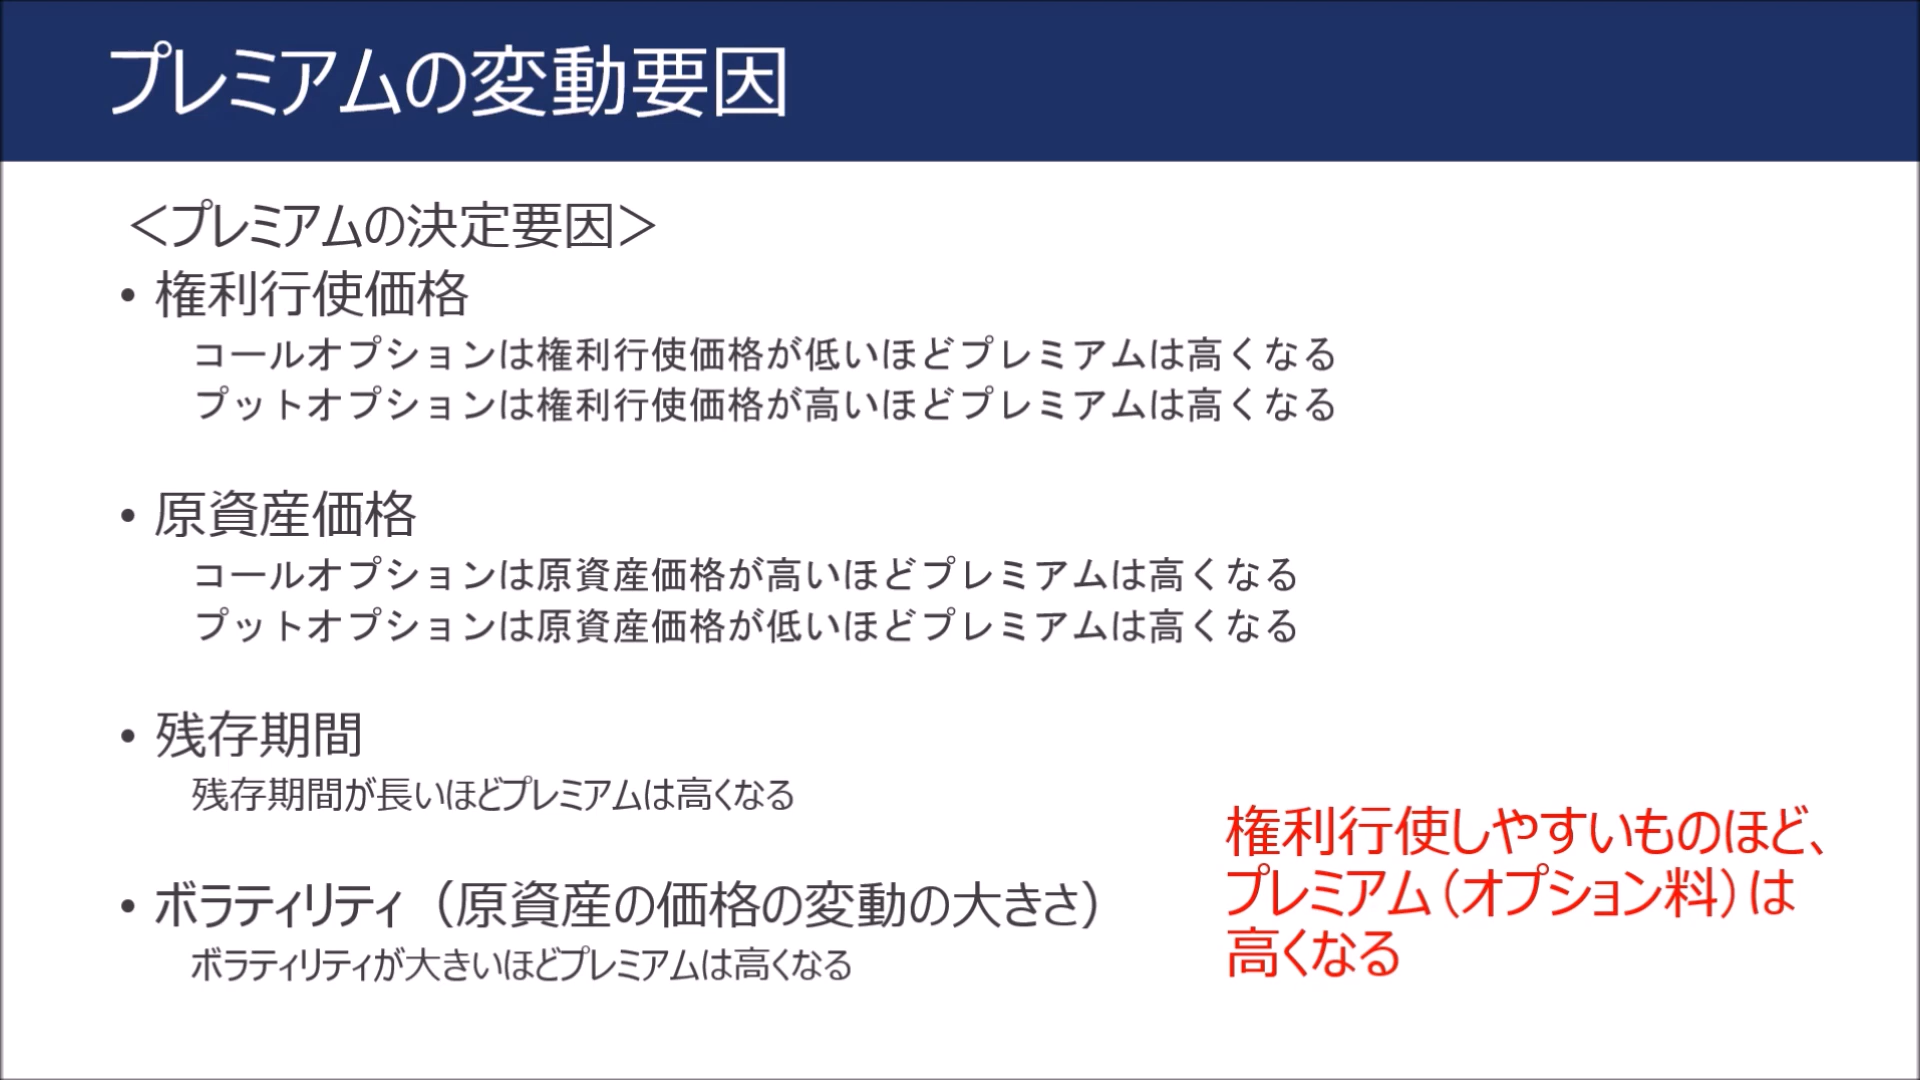 プレミアムの変動要因
＜プレミアムの決定要因＞
• 権利行使価格
コールオプションは権利行使価格が低いほどプレミアムは高くなる
プットオプションは権利行使価格が高いほどプレミアムは高くなる
• 原資産価格
コールオプションは原資産価格が高いほどプレミアムは高くなる
プットオプションは原資産価格が低いほどプレミアムは高くなる
• 残存期間
残存期間が長いほどプレミアムは高くなる
• ボラティリティ（原資産の価格の変動の大きさ）
ボラティリティが大きいほどプレミアムは高くなる
権利行使しやすいものほど、
プレミアム（オプション料）は
高くなる